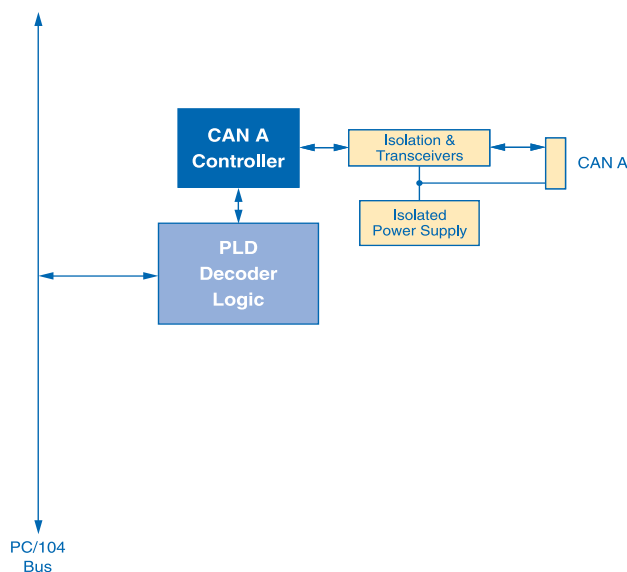 CAN A
Controller
Isolation &
Transceivers
CAN A
Isolated
Power Supply
PLD
Decoder
Logic
PC/104
Bus